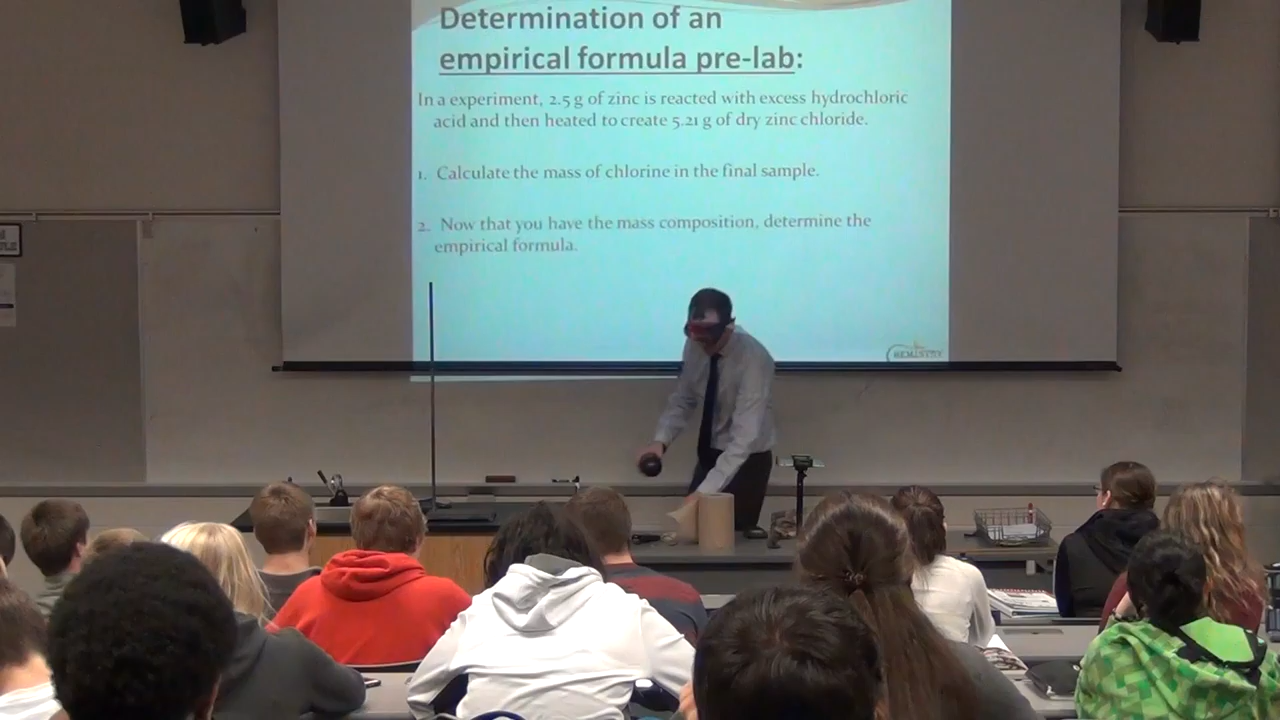 Determination of an
empirical formula pre-lab:
In a experiment, 2.5 g of zinc is reacted with excess hydrochloric
acid and then heated to create 5.21 g of dry zinc chloride.
1. Calculate the mass of chlorine in the final sample.
2. Now that you have the mass composition, determine the
empirical formula.